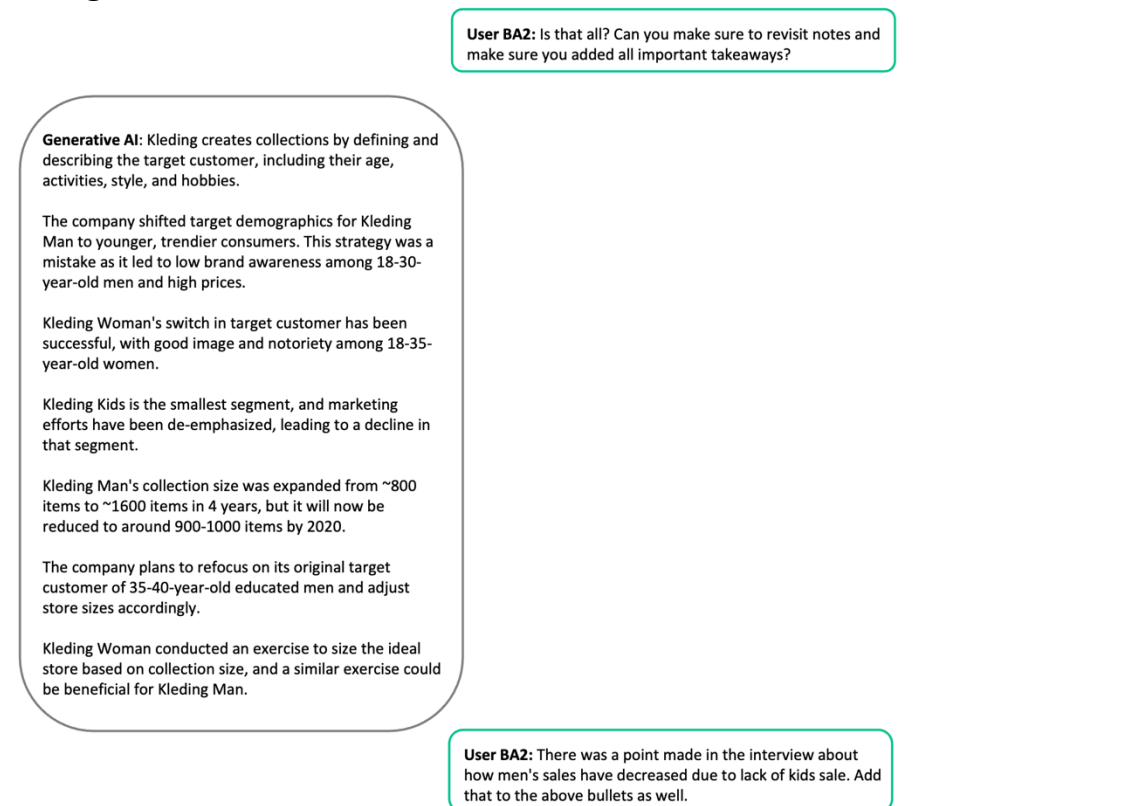 User BA2: Is that all? Can you make sure to revisit notes and
make sure you added all important takeaways?
Generative AI: Kleding creates collections by defining and
describing the target customer, including their age,
activities, style, and hobbies.
The company shifted target demographics for Kleding
Man to younger, trendier consumers. This strategy was a
mistake as it led to low brand awareness among 18-30-
year-old men and high prices.
Kleding Woman's switch in target customer has been
successful, with good image and notoriety among 18-35-
year-old women.
Kleding Kids is the smallest segment, and marketing
efforts have been de-emphasized, leading to a decline in
that segment.
Kleding Man's collection size was expanded from ~800
items to ~1600 items in 4 years, but it will now be
reduced to around 900-1000 items by 2020.
The company plans to refocus on its original target
customer of 35-40-year-old educated men and adjust
store sizes accordingly.
Kleding Woman conducted an exercise to size the ideal
store based on collection size, and a similar exercise could
be beneficial for Kleding Man.
User BA2: There was a point made in the interview about
how men's sales have decreased due to lack of kids sale. Add
that to the above bullets as well.